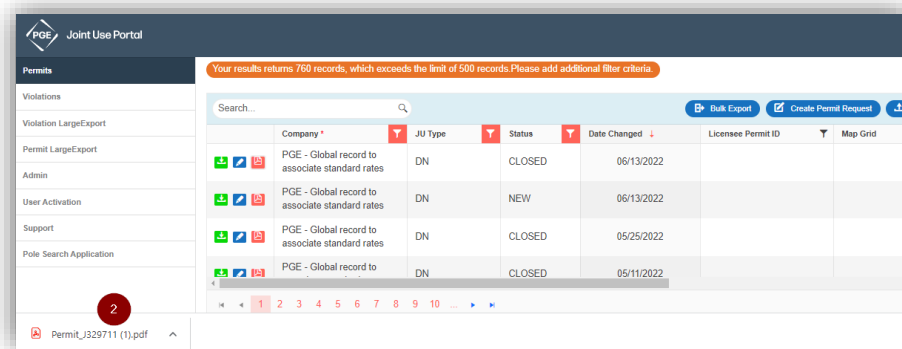 PGE Joint Use Portal
Permits
Your results returns 760 records, which exceeds the limit of 500 records.Please add additional filter criteria.
Violations
Violation LargeExport
Permit LargeExport
Admin
User Activation
Support
Pole Search Application
Search...
Bulk Export Create Permit Request
Company * JU Type Status Date Changed ↓ Licensee Permit ID Map Grid
PGE - Global record to
associate standard rates DN CLOSED 06/13/2022
PGE - Global record to
associate standard rates DN NEW 06/13/2022
PGE - Global record to
associate standard rates DN CLOSED 05/25/2022
PGE - Global record to
DN CLOSED 05/11/2022
1 2 3 4 5 6 7 8 9 10 ...
2
Permit_J329711 (1).pdf